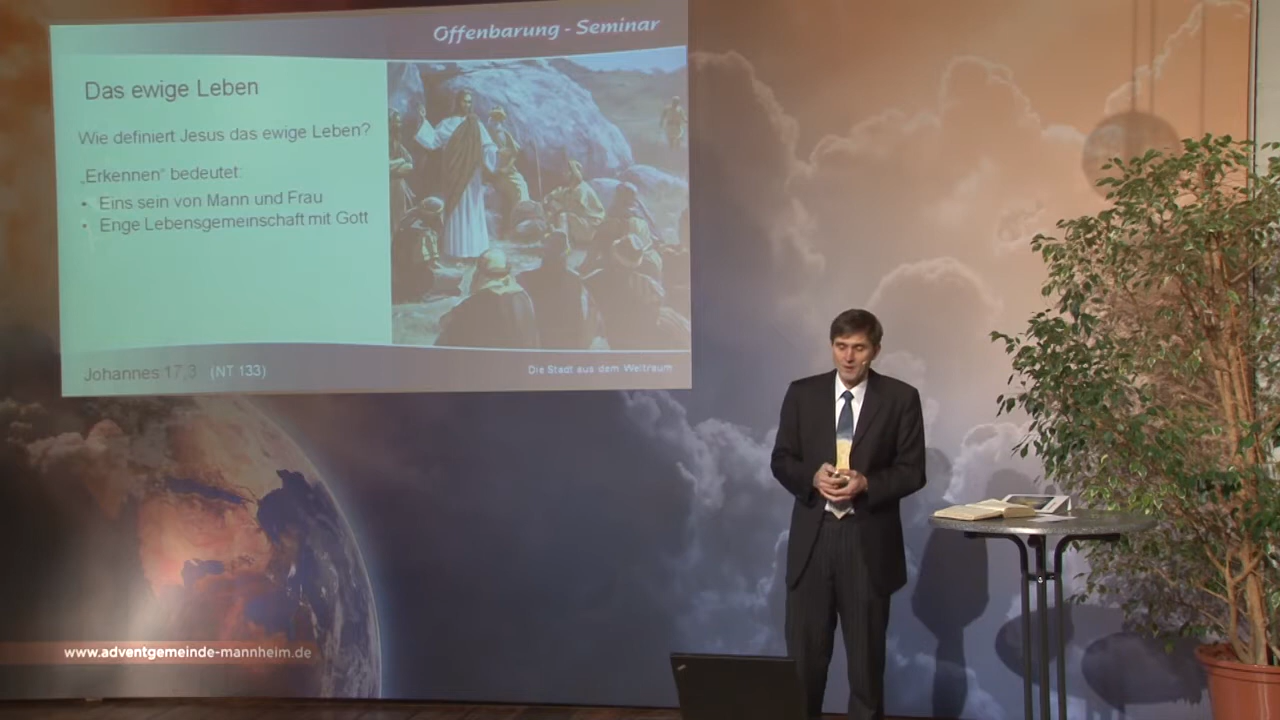 Offenbarung - Seminar
Das ewige Leben
Wie definiert Jesus das ewige Leben?
„Erkennen“ bedeutet:
• Eins sein von Mann und Frau
• Enge Lebensgemeinschaft mit Gott
Johannes 17,3 (NT 133)
Die Stadt aus dem Weltraum
www.adventgemeinde-mannheim.de